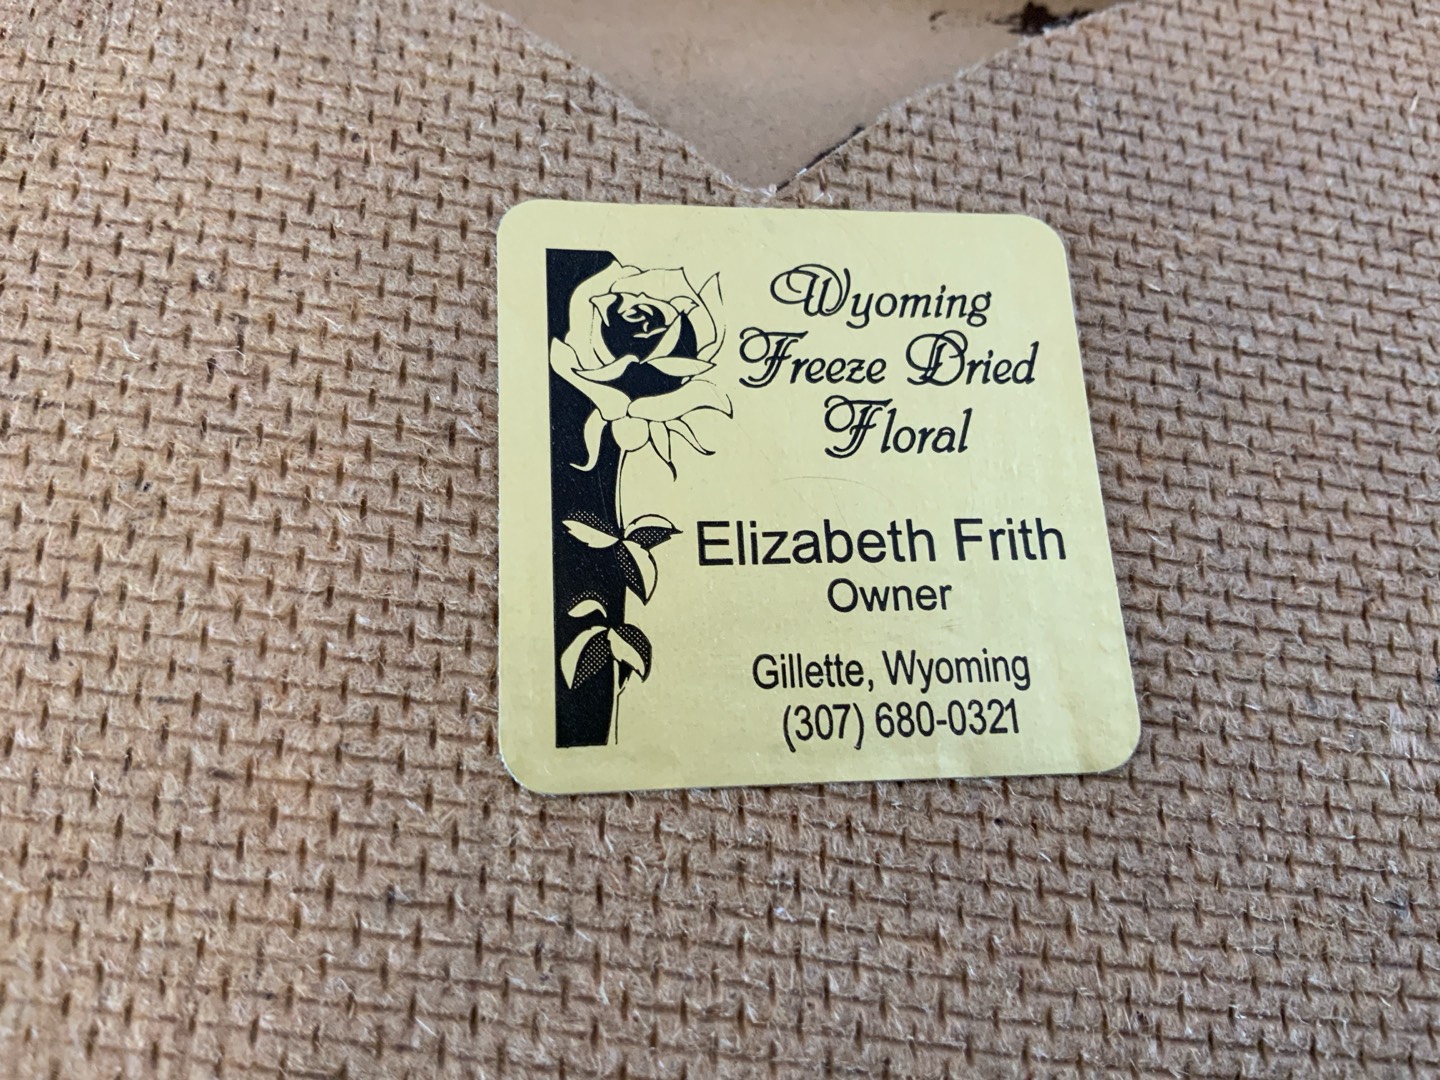 Wyoming
Freeze Dried
Floral
Elizabeth Frith
Owner
Gillette, Wyoming
(307) 680-0321